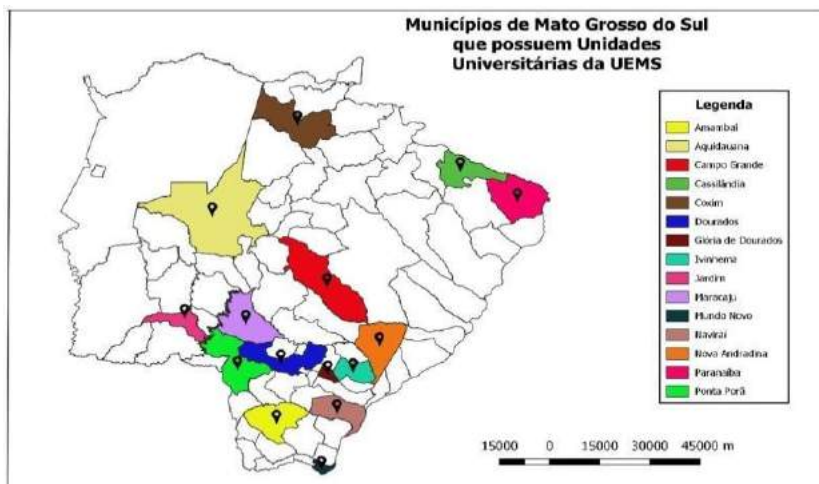 Municípios de Mato Grosso do Sul
que possuem Unidades
Universitárias da UEMS
Legenda
Amambai
Aquidauana
Campo Grande
Cassilândia
Coxim
Dourados
Glória de Dourados
Ivinhema
Jardim
Maracaju
Mundo Novo
Naviraí
Nova Andradina
Paranaíba
Ponta Porã
15000 0 15000 30000 45000 m